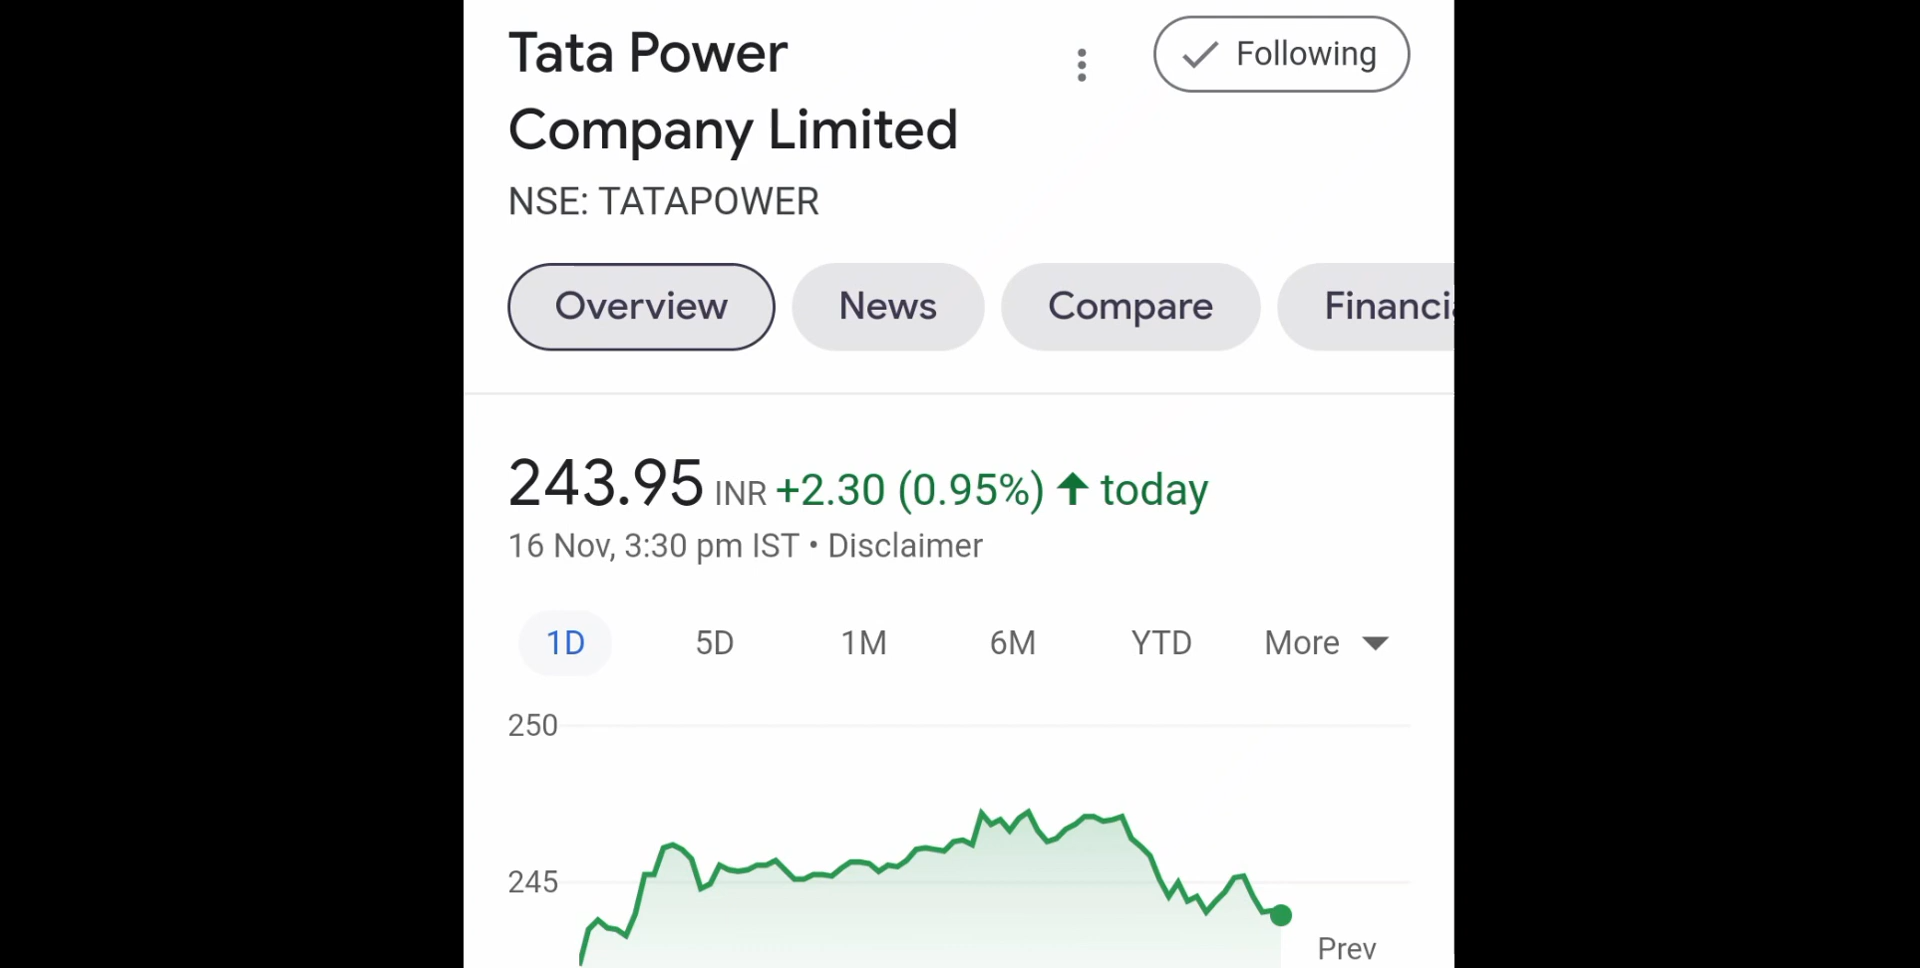 Tata Power
Company Limited
Following
NSE: TATAPOWER
Overview
News
Compare
Financi
243.95 INR +2.30 (0.95%) ↑ today
16 Nov, 3:30 pm IST • Disclaimer
1D
5D
1M
6M
YTD
More
250
245
Prev